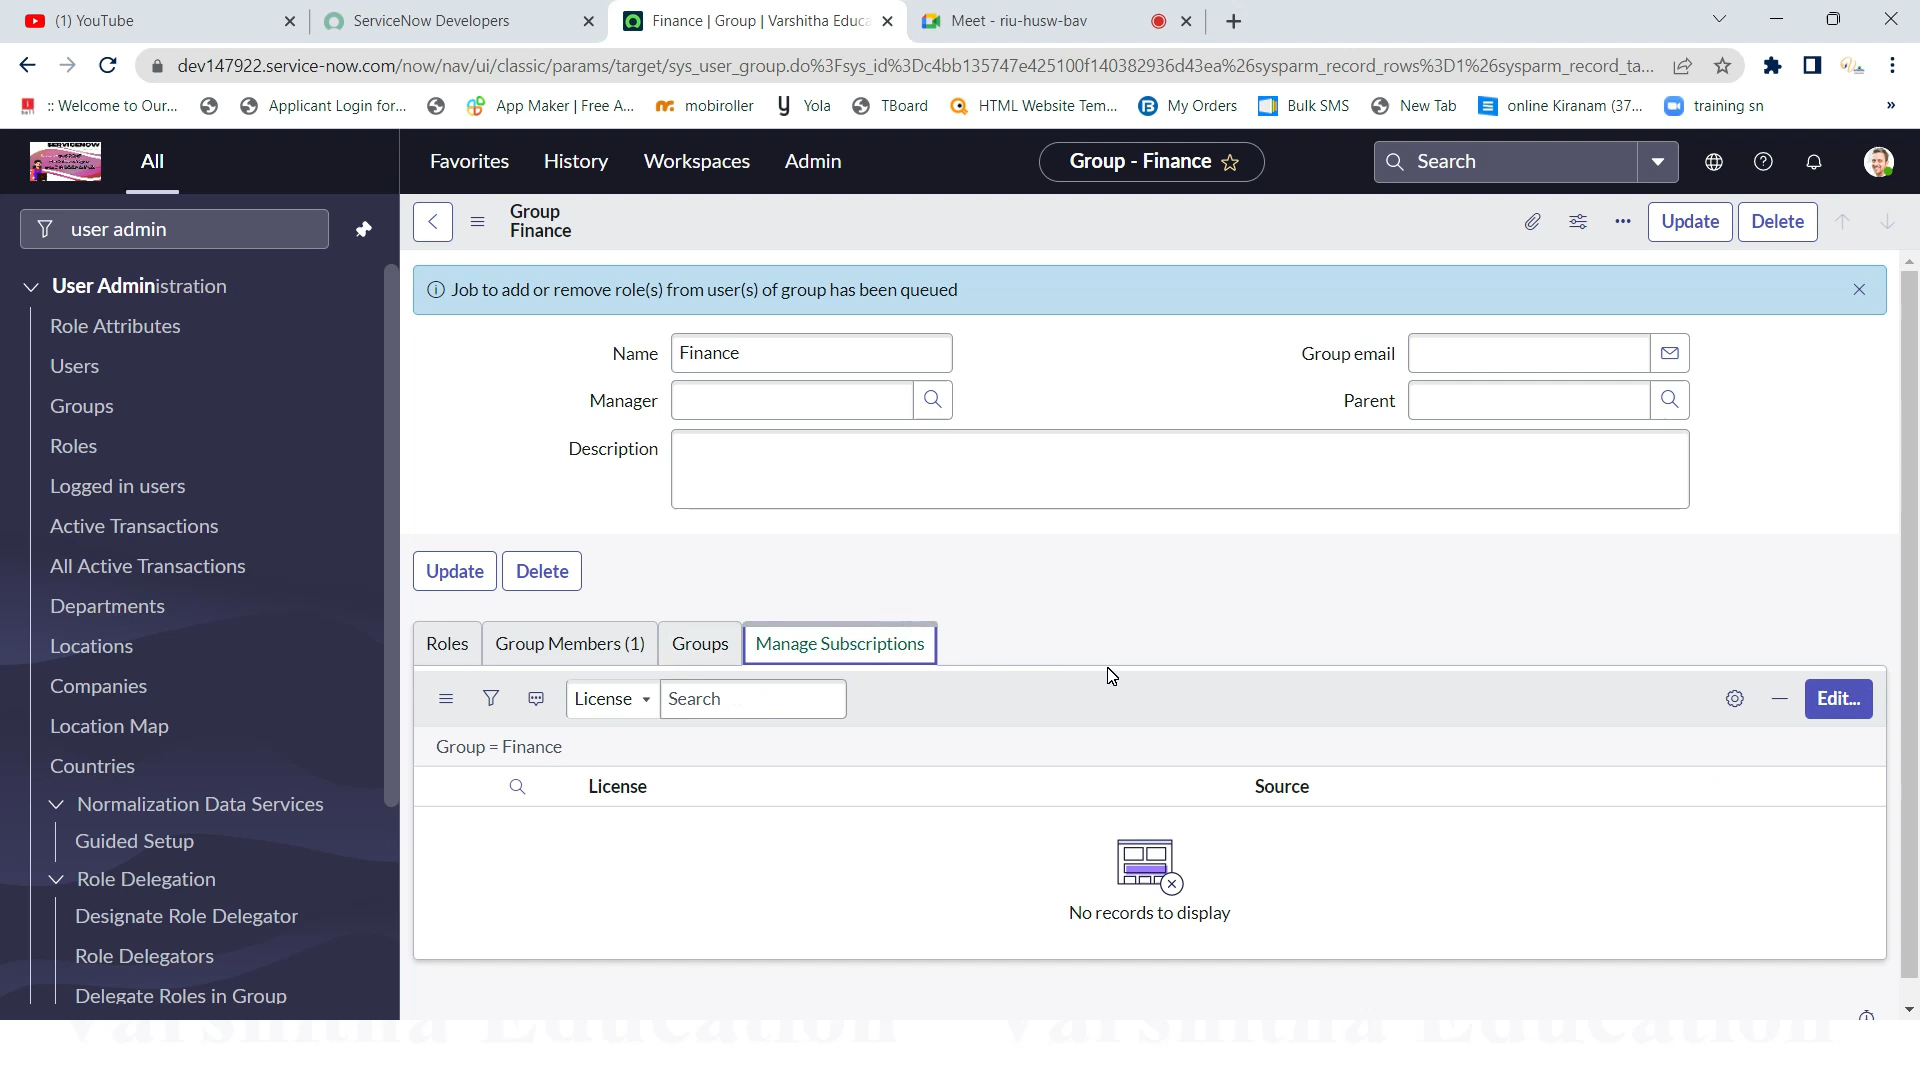 (1) YouTube
ServiceNow Developers
Finance | Group | Varshitha Educa
Meet - riu-husw-bav
dev147922.service-now.com/now/nav/ui/classic/params/target/sys_user_group.do%3Fsys_id%3Dc4bb135747e425100f140382936d43ea%26sysparm_record_rows%3D1%26sysparm_record_ta...
:: Welcome to Our...
Applicant Login for...
App Maker | Free A...
mobiroller
Yola
TBoard
HTML Website Tem...
My Orders
Bulk SMS
New Tab
online Kiranam (37...
training sn
»
SERVICENOW
All
Favorites
History
Workspaces
Admin
Group - Finance
Search
user admin
Group
Finance
Update
Delete
User Administration
Role Attributes
Users
Groups
Roles
Logged in users
Active Transactions
All Active Transactions
Departments
Locations
Companies
Location Map
Countries
Normalization Data Services
Guided Setup
Role Delegation
Designate Role Delegator
Role Delegators
Delegate Roles in Group
Job to add or remove role(s) from user(s) of group has been queued
Name
Finance
Group email
Manager
Parent
Description
Update
Delete
Roles
Group Members (1)
Groups
Manage Subscriptions
License
Search
Edit...
Group = Finance
License
Source
No records to display
Varshitha Education
Varshitha Education